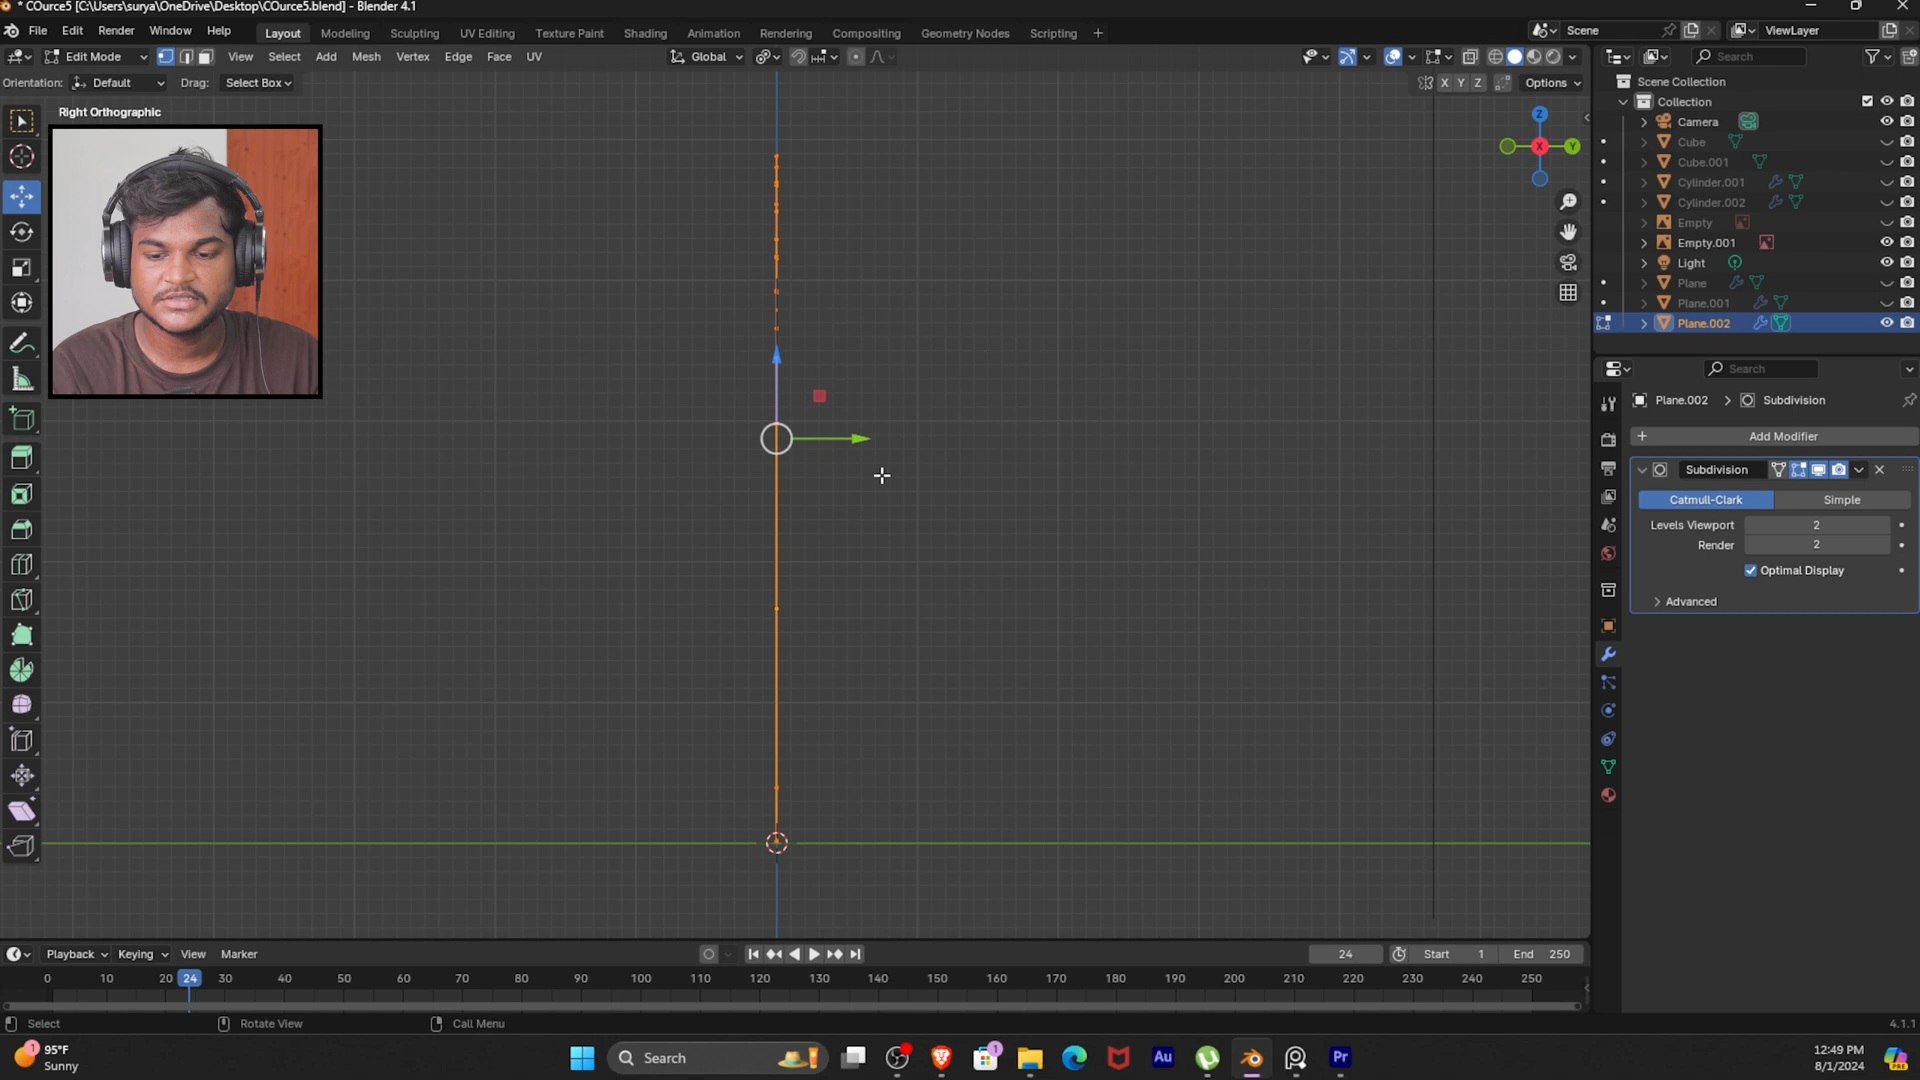 * COurce5 [C:\Users\surya\OneDrive\Desktop\COurce5.blend] - Blender 4.1
File Edit Render Window Help Layout Modeling Sculpting UV Editing Texture Paint Shading Animation Rendering Compositing Geometry Nodes Scripting + Scene ViewLayer
Edit Mode View Select Add Mesh Vertex Edge Face UV Global Search
Orientation: Default Drag: Select Box X Y Z Options
Right Orthographic
Z
X
Y
Scene Collection
Collection
Camera
Cube
Cube.001
Cylinder.001
Cylinder.002
Empty
Empty.001
Light
Plane
Plane.001
Plane.002
Search
Plane.002 > Subdivision
+ Add Modifier
Subdivision
Catmull-Clark Simple
Levels Viewport 2
Render 2
Optimal Display
Advanced
Playback Keying View Marker 24 Start 1 End 250
0 10 20 24 30 40 50 60 70 80 90 100 110 120 130 140 150 160 170 180 190 200 210 220 230 240 250
Select Rotate View Call Menu 4.1.1
1 95°F
Sunny
Search
1
Au
Pr
12:49 PM
8/1/2024
PRE